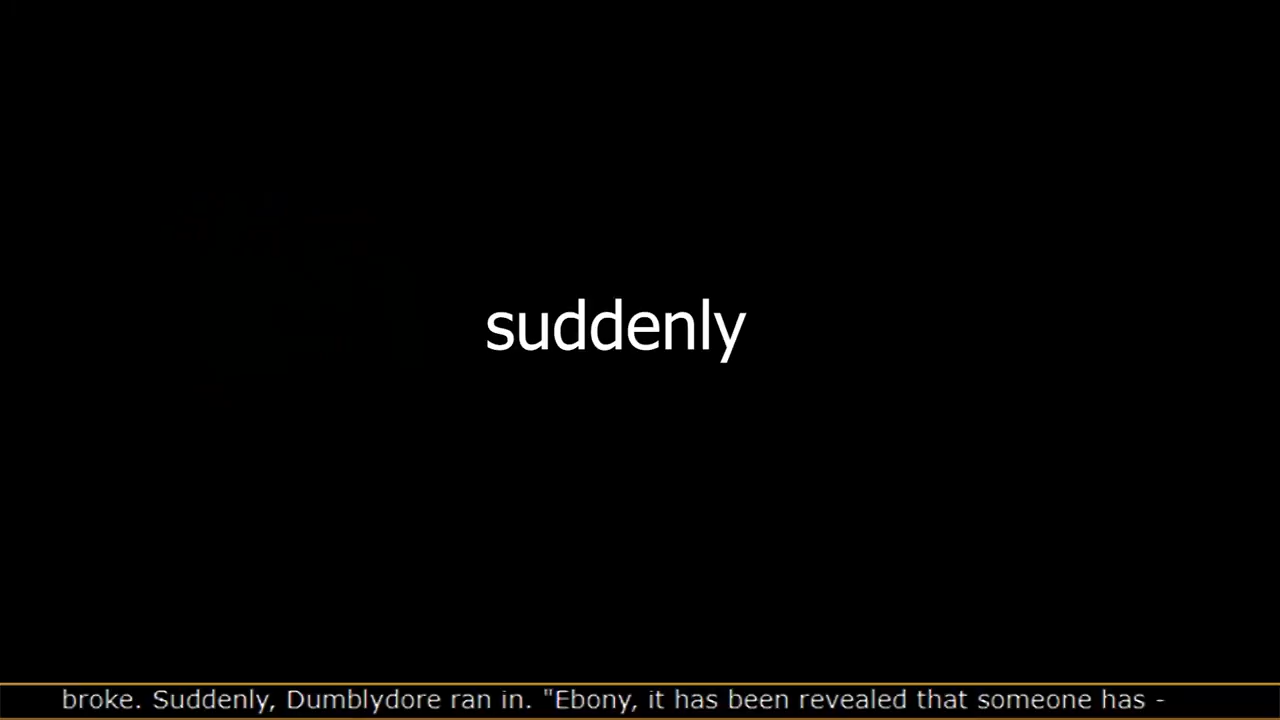 suddenly
broke. Suddenly, Dumblydore ran in. "Ebony, it has been revealed that someone has -